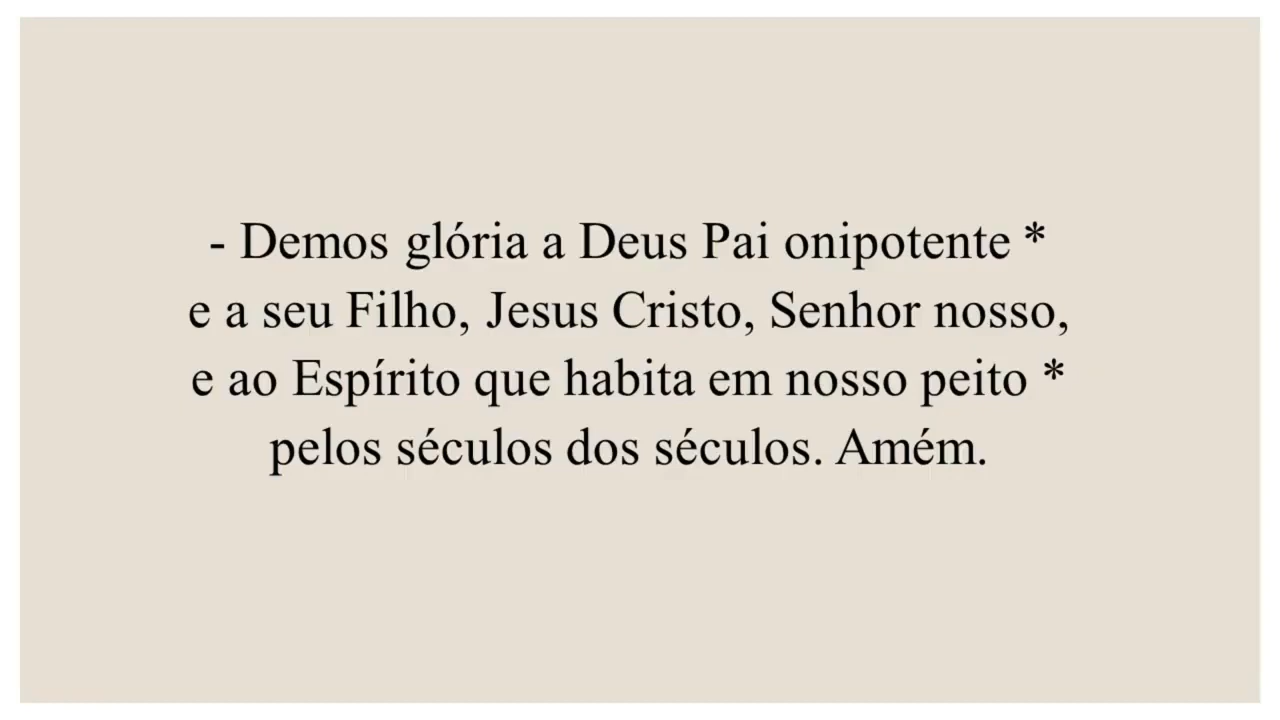 - Demos glória a Deus Pai onipotente *
e a seu Filho, Jesus Cristo, Senhor nosso,
e ao Espírito que habita em nosso peito *
pelos séculos dos séculos. Amém.